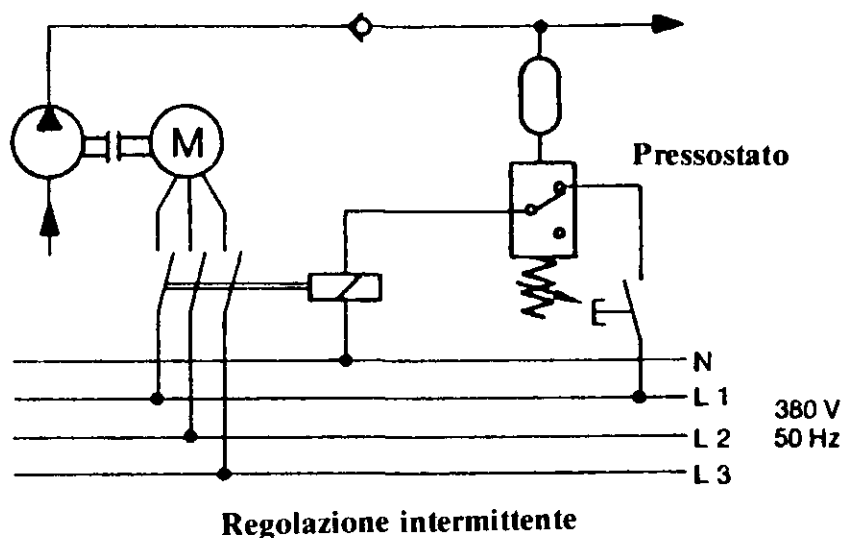 M
Pressostato
N
L 1
380 V
L 2
50 Hz
L 3
Regolazione intermittente